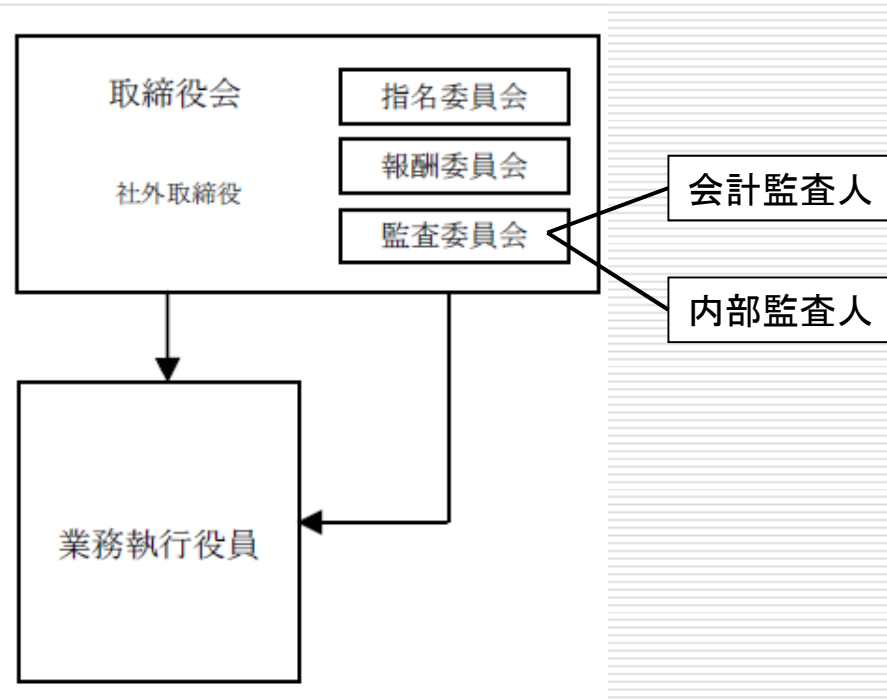 取締役会
社外取締役
指名委員会
報酬委員会
監査委員会
会計監査人
内部監査人
業務執行役員